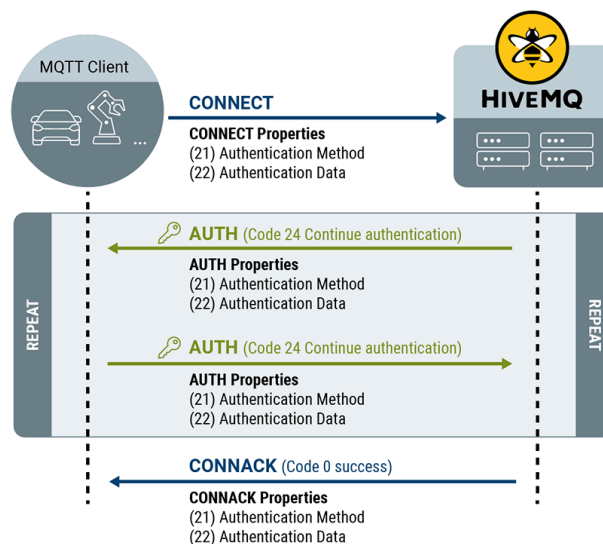 MQTT Client
...
HIVEMQ
CONNECT
CONNECT Properties
(21) Authentication Method
(22) Authentication Data
REPEAT
AUTH (Code 24 Continue authentication)
AUTH Properties
(21) Authentication Method
(22) Authentication Data
AUTH (Code 24 Continue authentication)
AUTH Properties
(21) Authentication Method
(22) Authentication Data
REPEAT
CONNACK (Code 0 success)
CONNACK Properties
(21) Authentication Method
(22) Authentication Data